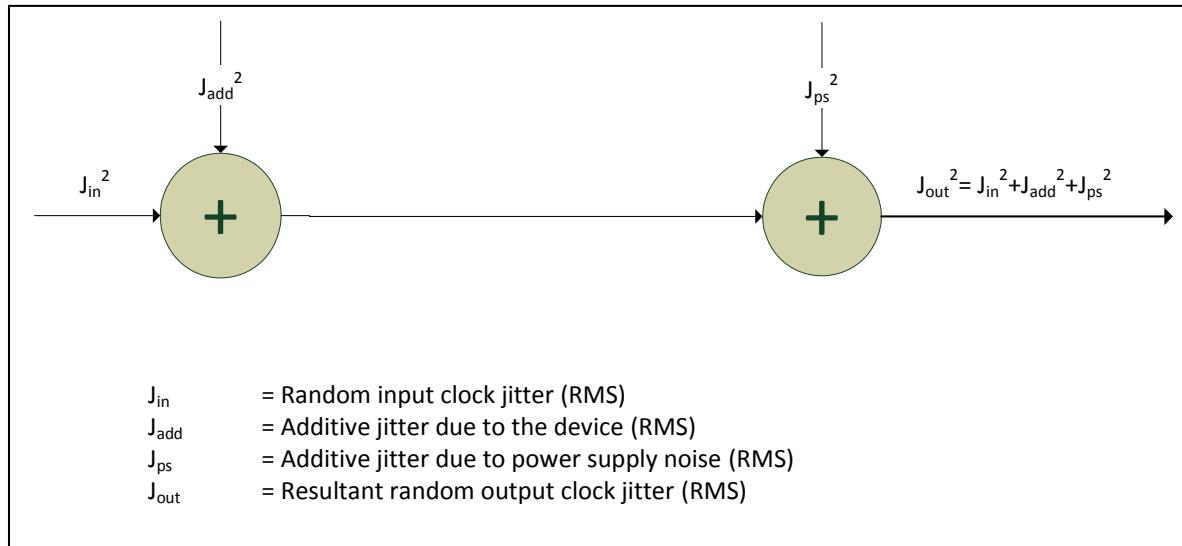 J_add^2
J_ps^2
J_in^2
J_out^2= J_in^2+J_add^2+J_ps^2
+
+
J_in = Random input clock jitter (RMS)
J_add = Additive jitter due to the device (RMS)
J_ps = Additive jitter due to power supply noise (RMS)
J_out = Resultant random output clock jitter (RMS)